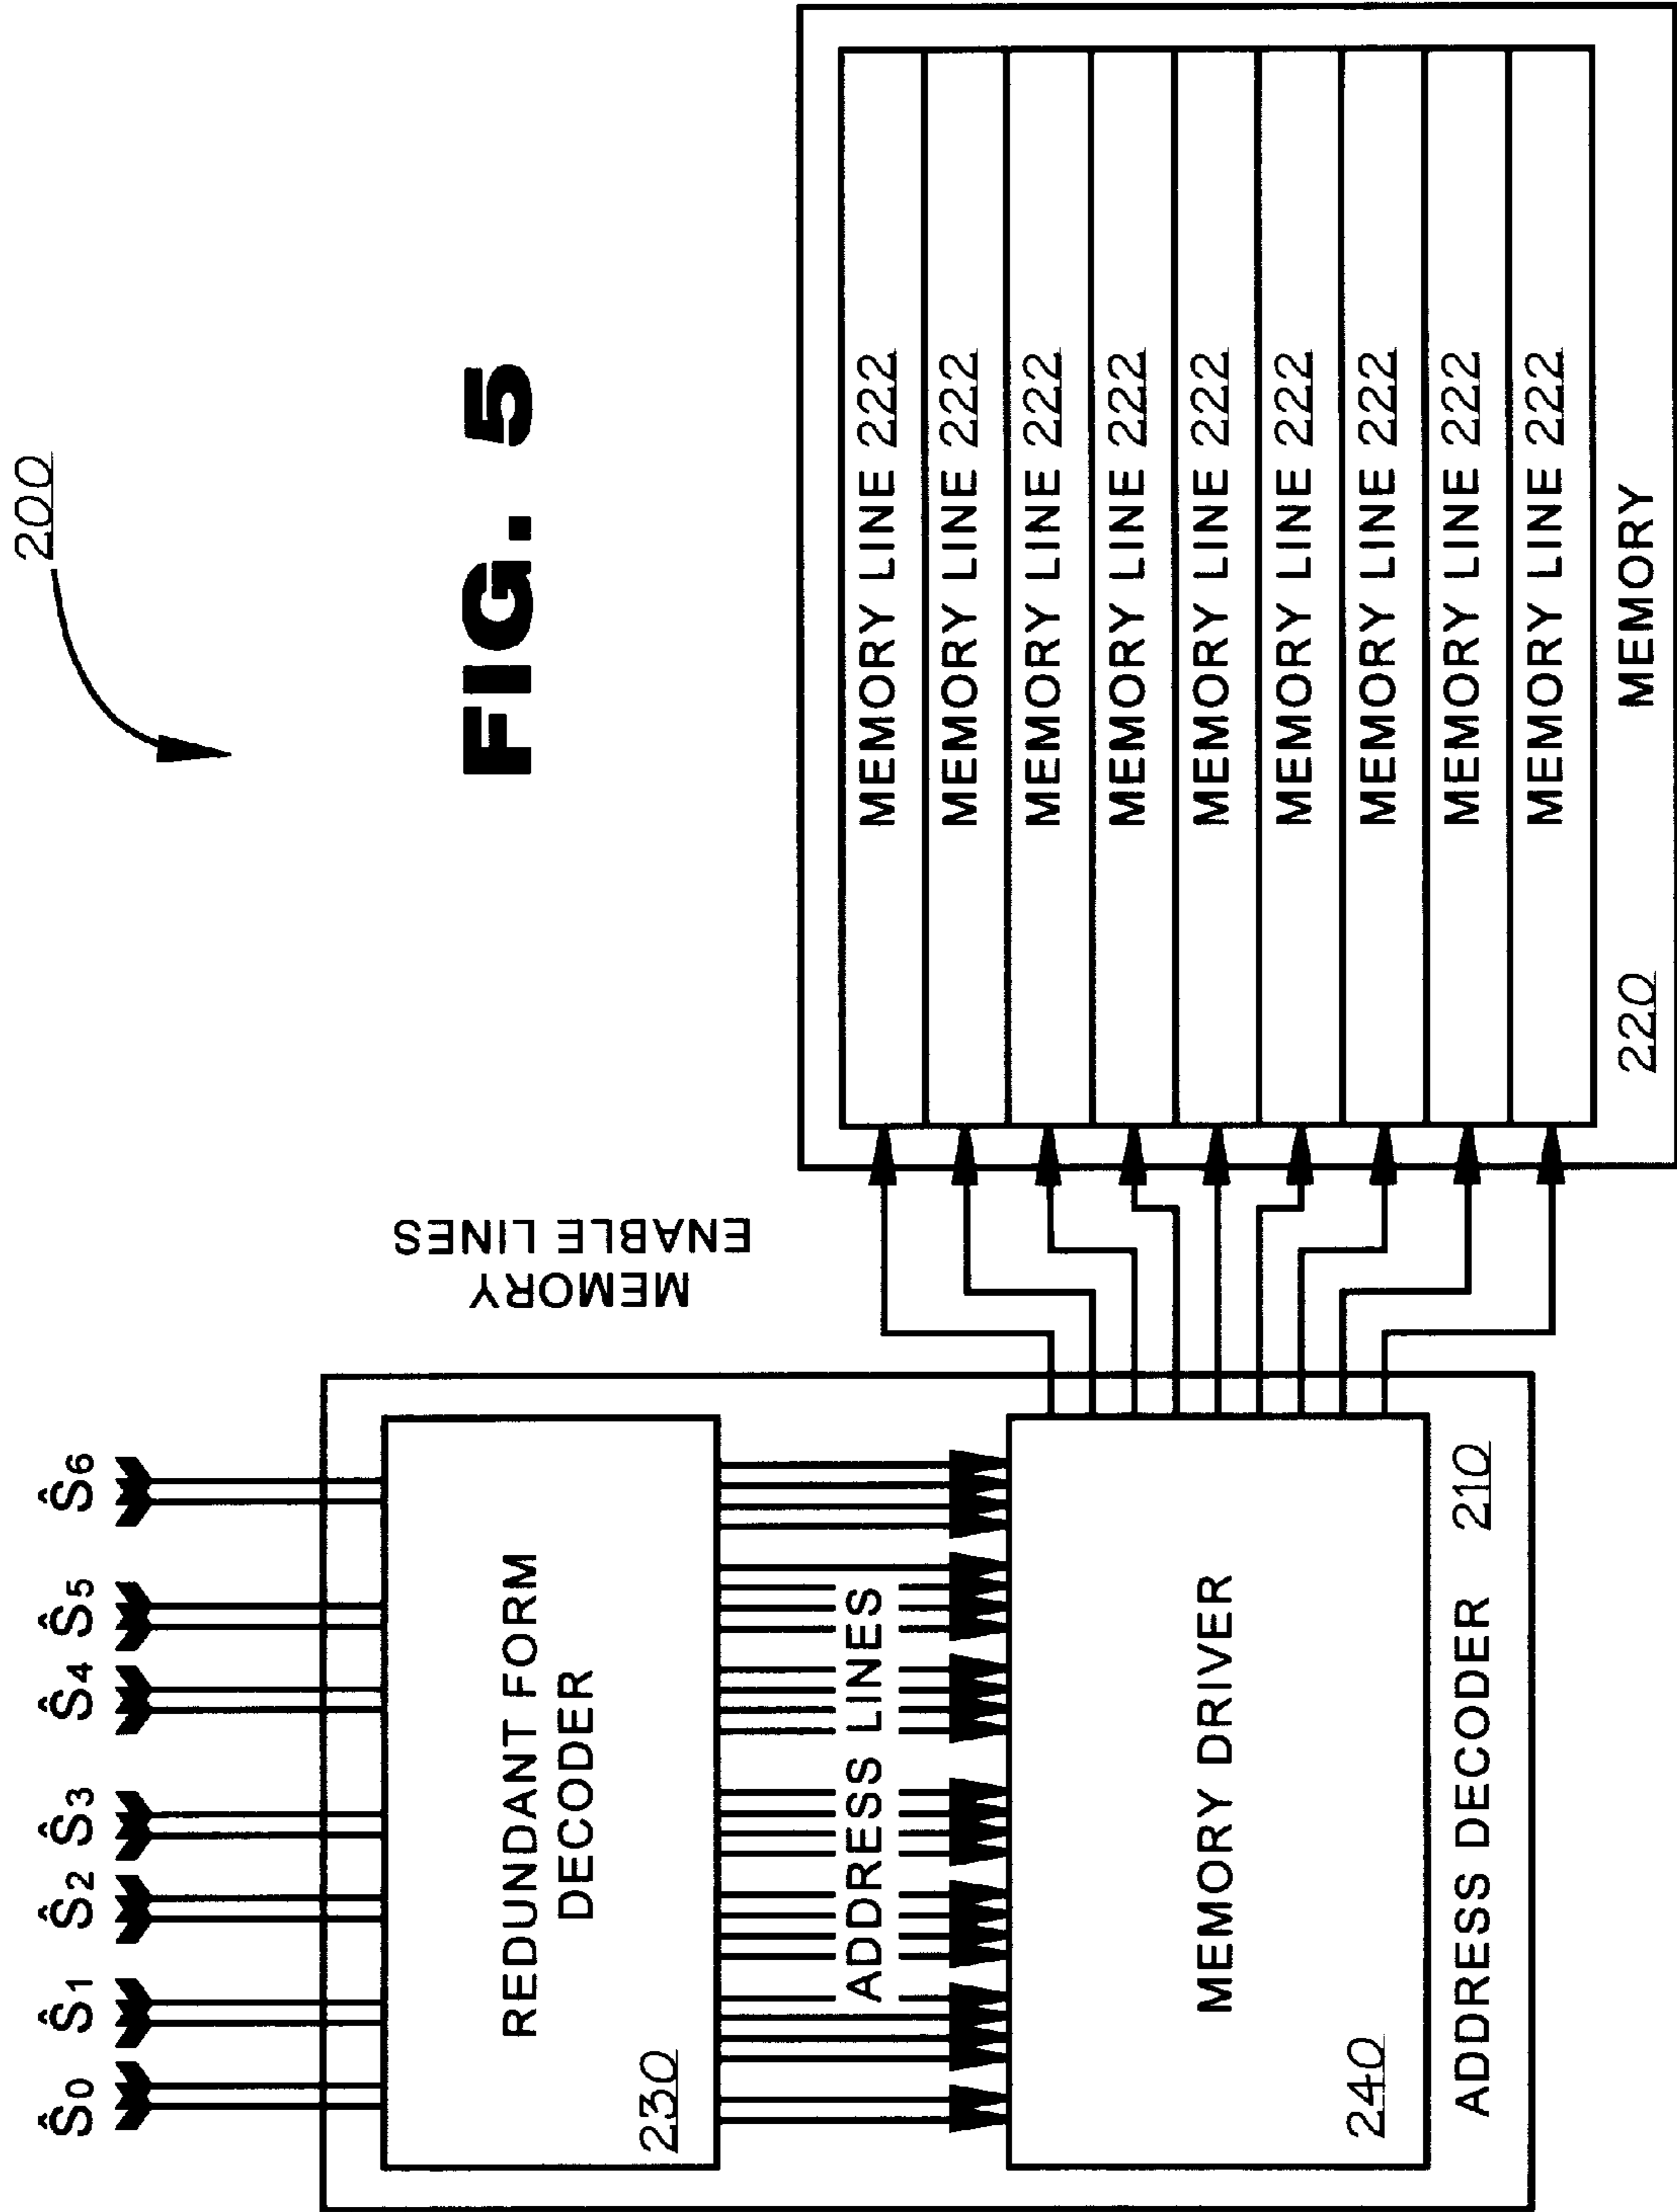 200
FIG. 5
Ŝ0 Ŝ1 Ŝ2 Ŝ3 Ŝ4 Ŝ5 Ŝ6
REDUNDANT FORM
DECODER
230
ADDRESS LINES
MEMORY DRIVER
240
ADDRESS DECODER 210
MEMORY
ENABLE LINES
MEMORY LINE 222
MEMORY LINE 222
MEMORY LINE 222
MEMORY LINE 222
MEMORY LINE 222
MEMORY LINE 222
MEMORY LINE 222
MEMORY LINE 222
MEMORY LINE 222
220 MEMORY